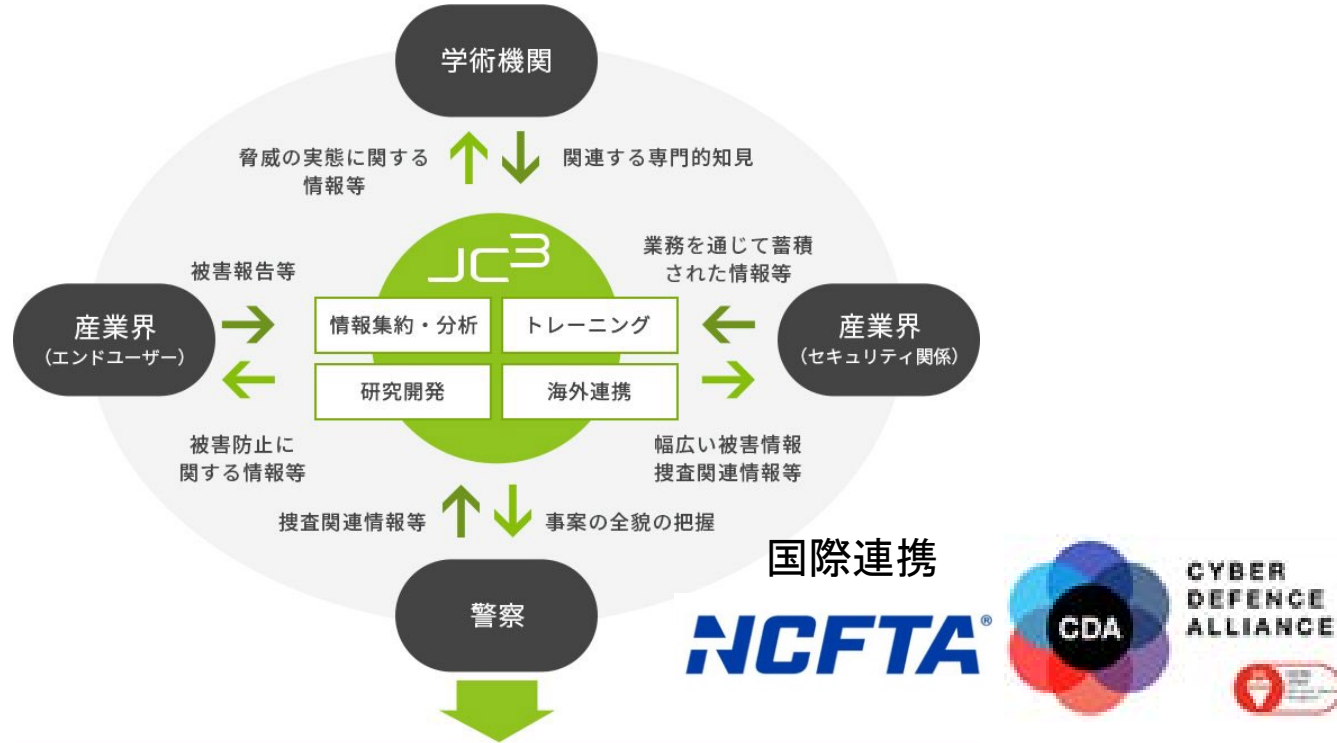 学術機関
脅威の実態に関する
情報等
関連する専門的知見
JC3
被害報告等
業務を通じて蓄積
された情報等
産業界
(エンドユーザー)
情報集約・分析
トレーニング
産業界
(セキュリティ関係)
研究開発
海外連携
被害防止に
関する情報等
幅広い被害情報
捜査関連情報等
捜査関連情報等
事案の全貌の把握
警察
国際連携
NCFTA®
CDA
CYBER
DEFENCE
ALLIANCE